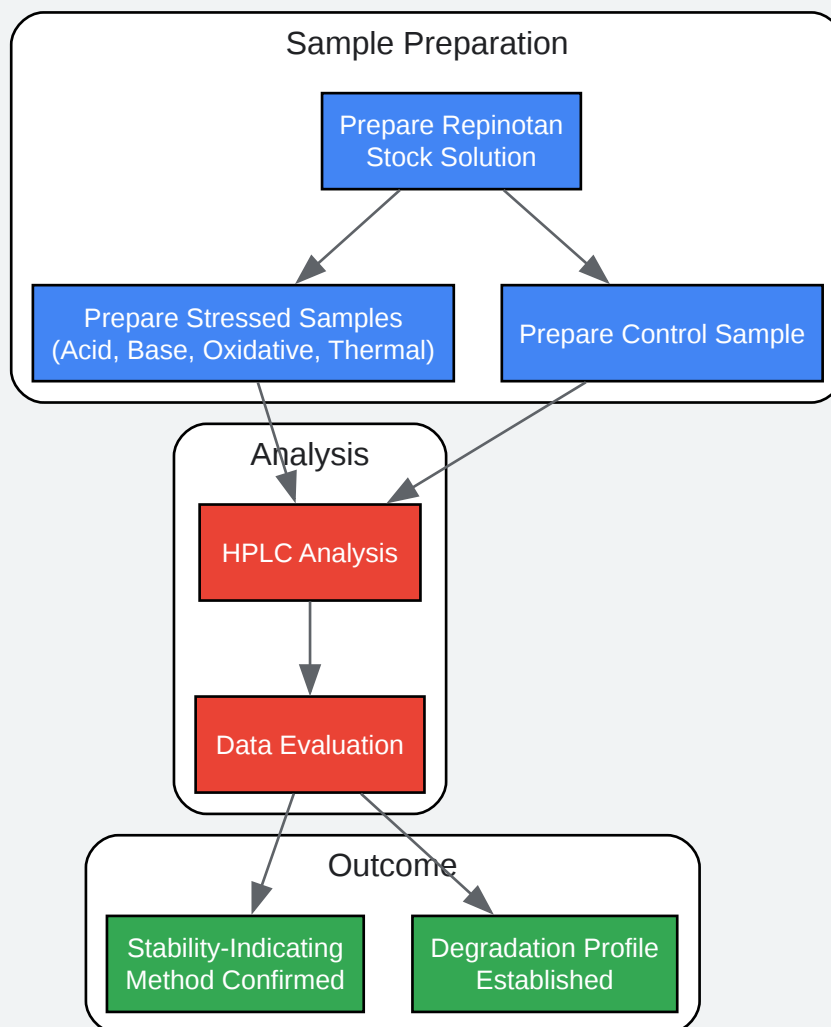 Sample Preparation
Prepare Repinotan
Stock Solution
Prepare Stressed Samples
(Acid, Base, Oxidative, Thermal)
Prepare Control Sample
Analysis
HPLC Analysis
Data Evaluation
Outcome
Stability-Indicating
Method Confirmed
Degradation Profile
Established